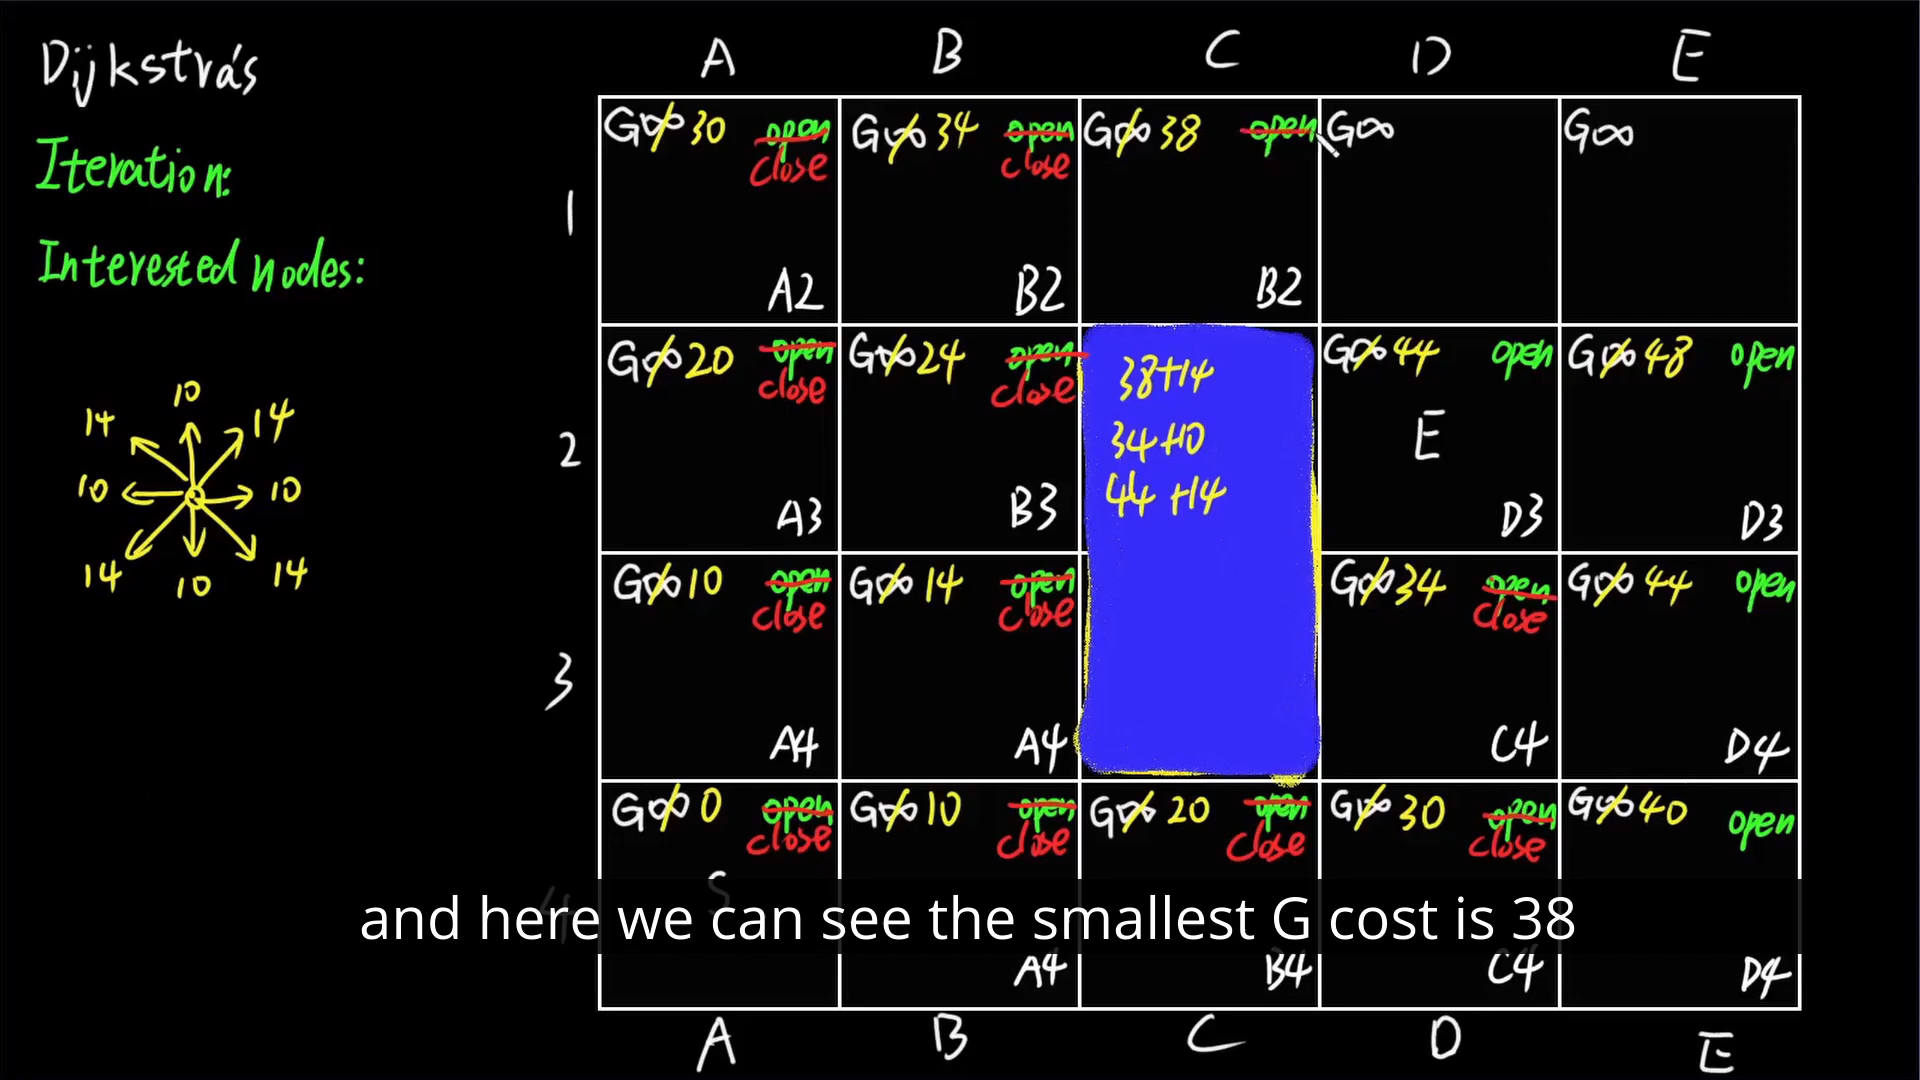 Dijkstra's
Iteration:
Interested nodes:
14 10 14
10 10
14 10 14
A B C D E
1
G∞ 30 open close A2
G∞ 34 open close B2
G∞ 38 open B2
G∞
G∞
2
G∞ 20 open close A3
G∞ 24 open close B3
38+14
34+10
44+14
G∞ 44 open E D3
G∞ 48 open D3
3
G∞ 10 open close A4
G∞ 14 open close A4
G∞ 34 open close C4
G∞ 44 open D4
4
G∞ 0 open close S
G∞ 10 open close A4
G∞ 20 open close B4
G∞ 30 open close C4
G∞ 40 open D4
and here we can see the smallest G cost is 38
A B C D E